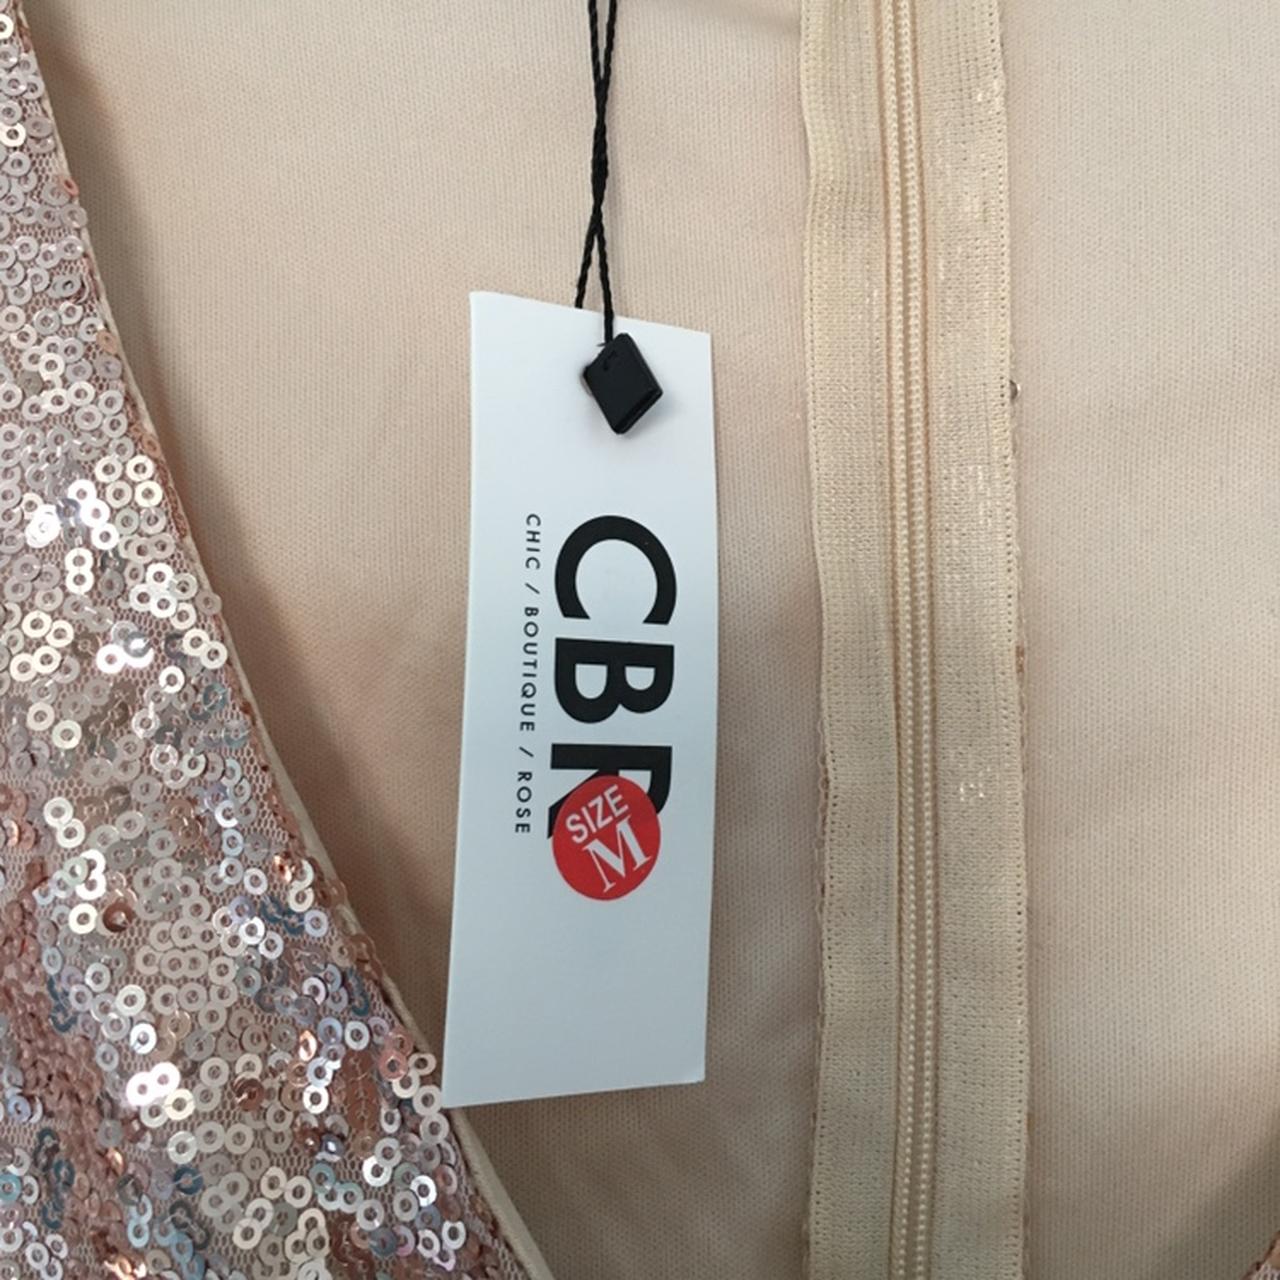 CBR
CHIC / BOUTIQUE / ROSE
SIZE
M